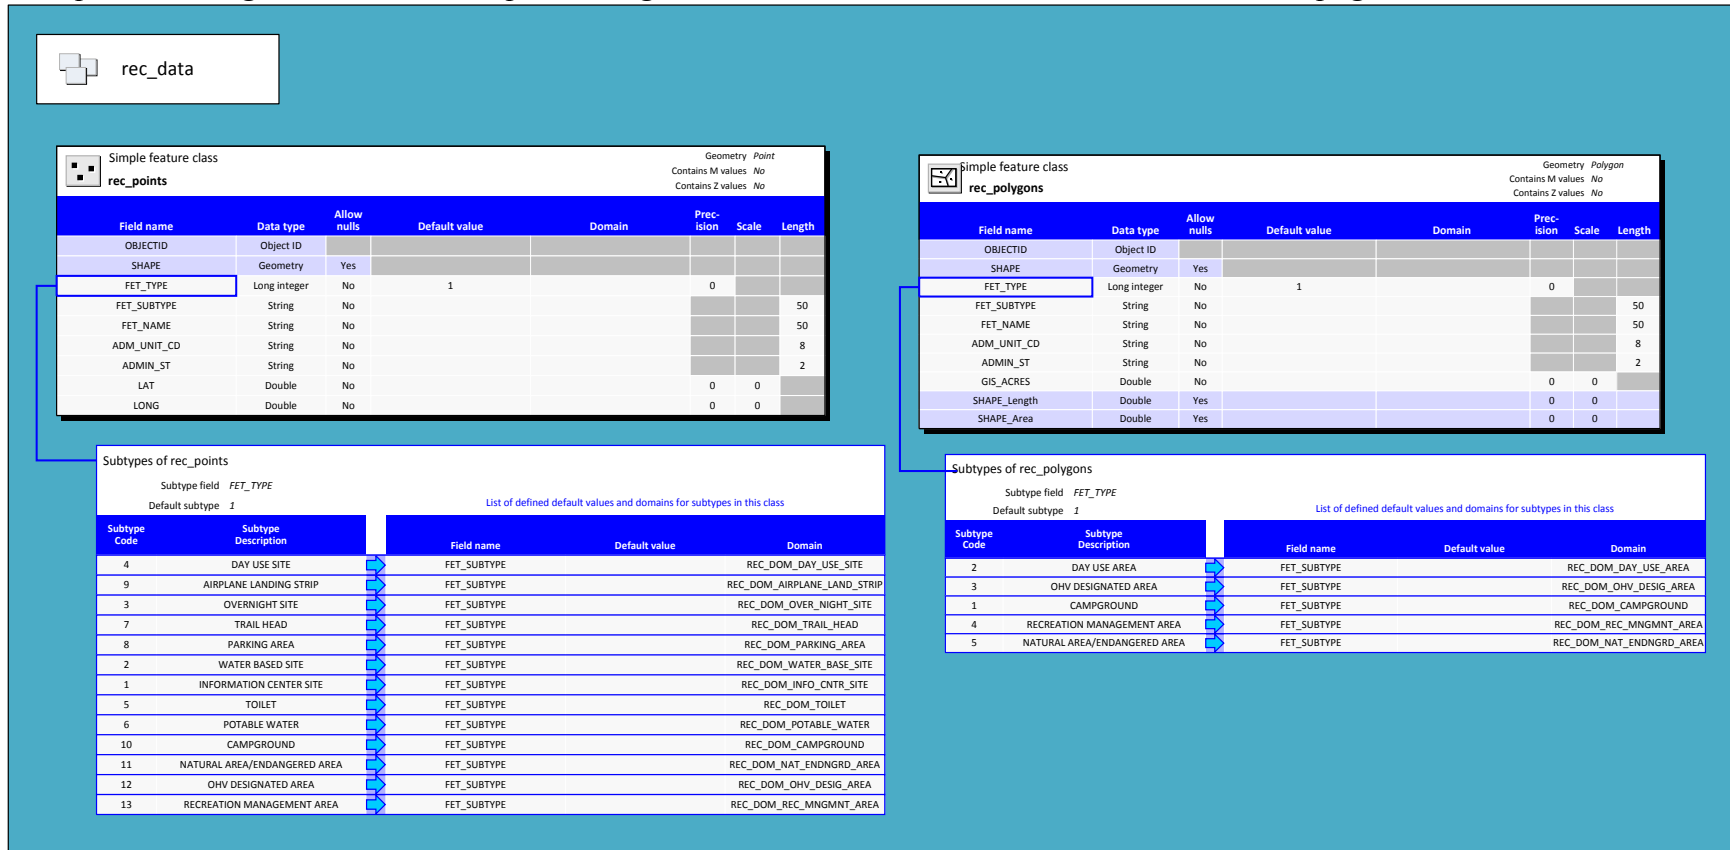 rec_data
Simple feature class
rec_points
Geometry Point
Contains M values No
Contains Z values No
Field name Data type Allow nulls Default value Domain Prec-ision Scale Length
OBJECTID Object ID
SHAPE Geometry Yes
FET_TYPE Long integer No 1 0
FET_SUBTYPE String No 50
FET_NAME String No 50
ADM_UNIT_CD String No 8
ADMIN_ST String No 2
LAT Double No 0 0
LONG Double No 0 0
Subtypes of rec_points
Subtype field FET_TYPE
Default subtype 1
List of defined default values and domains for subtypes in this class
Subtype Code Subtype Description Field name Default value Domain
4 DAY USE SITE FET_SUBTYPE REC_DOM_DAY_USE_SITE
9 AIRPLANE LANDING STRIP FET_SUBTYPE REC_DOM_AIRPLANE_LAND_STRIP
3 OVERNIGHT SITE FET_SUBTYPE REC_DOM_OVER_NIGHT_SITE
7 TRAIL HEAD FET_SUBTYPE REC_DOM_TRAIL_HEAD
8 PARKING AREA FET_SUBTYPE REC_DOM_PARKING_AREA
2 WATER BASED SITE FET_SUBTYPE REC_DOM_WATER_BASE_SITE
1 INFORMATION CENTER SITE FET_SUBTYPE REC_DOM_INFO_CNTR_SITE
5 TOILET FET_SUBTYPE REC_DOM_TOILET
6 POTABLE WATER FET_SUBTYPE REC_DOM_POTABLE_WATER
10 CAMPGROUND FET_SUBTYPE REC_DOM_CAMPGROUND
11 NATURAL AREA/ENDANGERED AREA FET_SUBTYPE REC_DOM_NAT_ENDNGRD_AREA
12 OHV DESIGNATED AREA FET_SUBTYPE REC_DOM_OHV_DESIG_AREA
13 RECREATION MANAGEMENT AREA FET_SUBTYPE REC_DOM_REC_MNGMNT_AREA
Simple feature class
rec_polygons
Geometry Polygon
Contains M values No
Contains Z values No
Field name Data type Allow nulls Default value Domain Prec-ision Scale Length
OBJECTID Object ID
SHAPE Geometry Yes
FET_TYPE Long integer No 1 0
FET_SUBTYPE String No 50
FET_NAME String No 50
ADM_UNIT_CD String No 8
ADMIN_ST String No 2
GIS_ACRES Double No 0 0
SHAPE_Length Double Yes 0 0
SHAPE_Area Double Yes 0 0
Subtypes of rec_polygons
Subtype field FET_TYPE
Default subtype 1
List of defined default values and domains for subtypes in this class
Subtype Code Subtype Description Field name Default value Domain
2 DAY USE AREA FET_SUBTYPE REC_DOM_DAY_USE_AREA
3 OHV DESIGNATED AREA FET_SUBTYPE REC_DOM_OHV_DESIG_AREA
1 CAMPGROUND FET_SUBTYPE REC_DOM_CAMPGROUND
4 RECREATION MANAGEMENT AREA FET_SUBTYPE REC_DOM_REC_MNGMNT_AREA
5 NATURAL AREA/ENDANGERED AREA FET_SUBTYPE REC_DOM_NAT_ENDNGRD_AREA